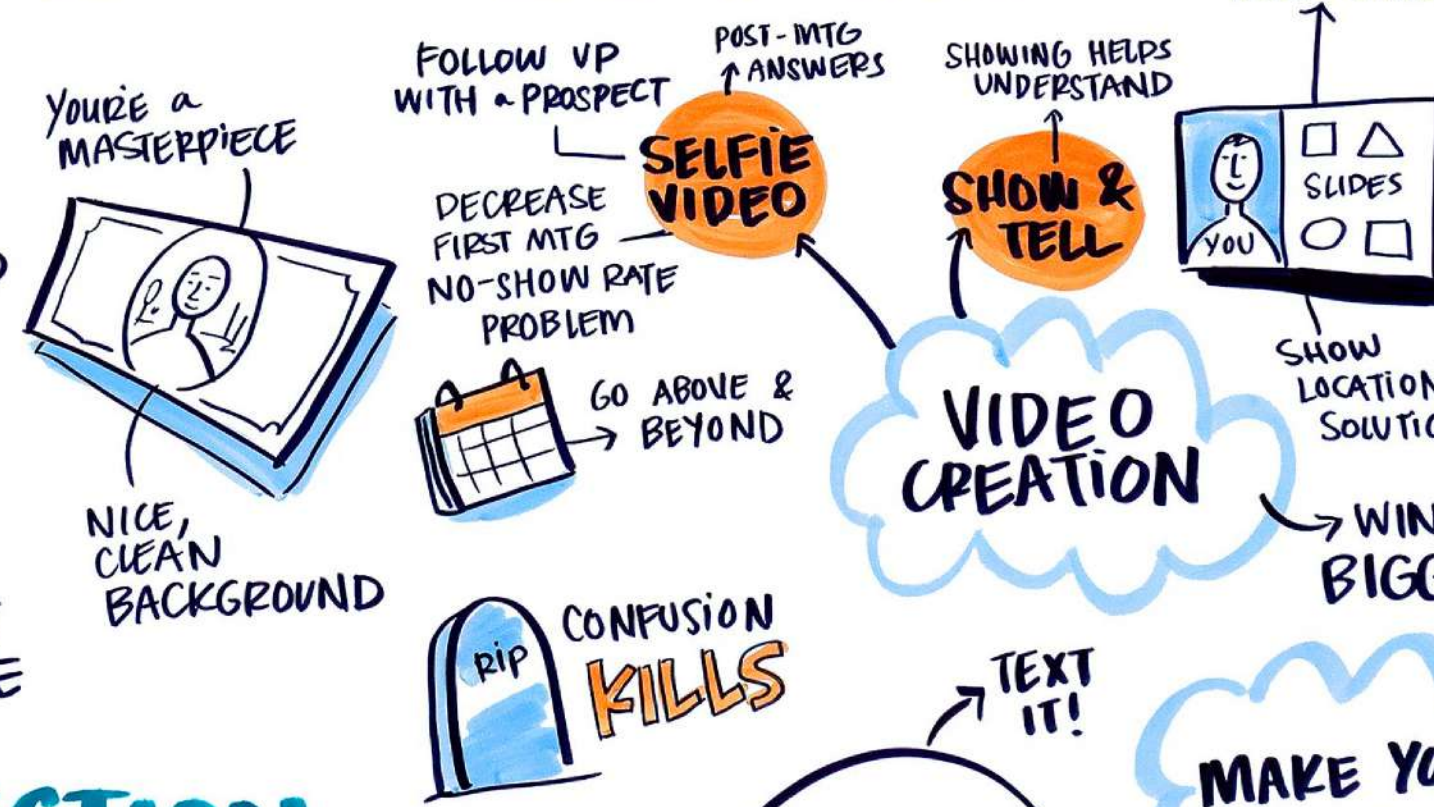 YOU'RE a
MASTERPIECE
NICE,
CLEAN
BACKGROUND
FOLLOW UP
WITH a PROSPECT
POST-MTG
ANSWERS
SELFIE
VIDEO
DECREASE
FIRST MTG
NO-SHOW RATE
PROBLEM
GO ABOVE &
BEYOND
SHOWING HELPS
UNDERSTAND
SHOW &
TELL
YOU
SLIDES
SHOW
LOCATION
VIDEO
CREATION
WIN
RIP
CONFUSION
KILLS
TEXT
IT!
MAKE